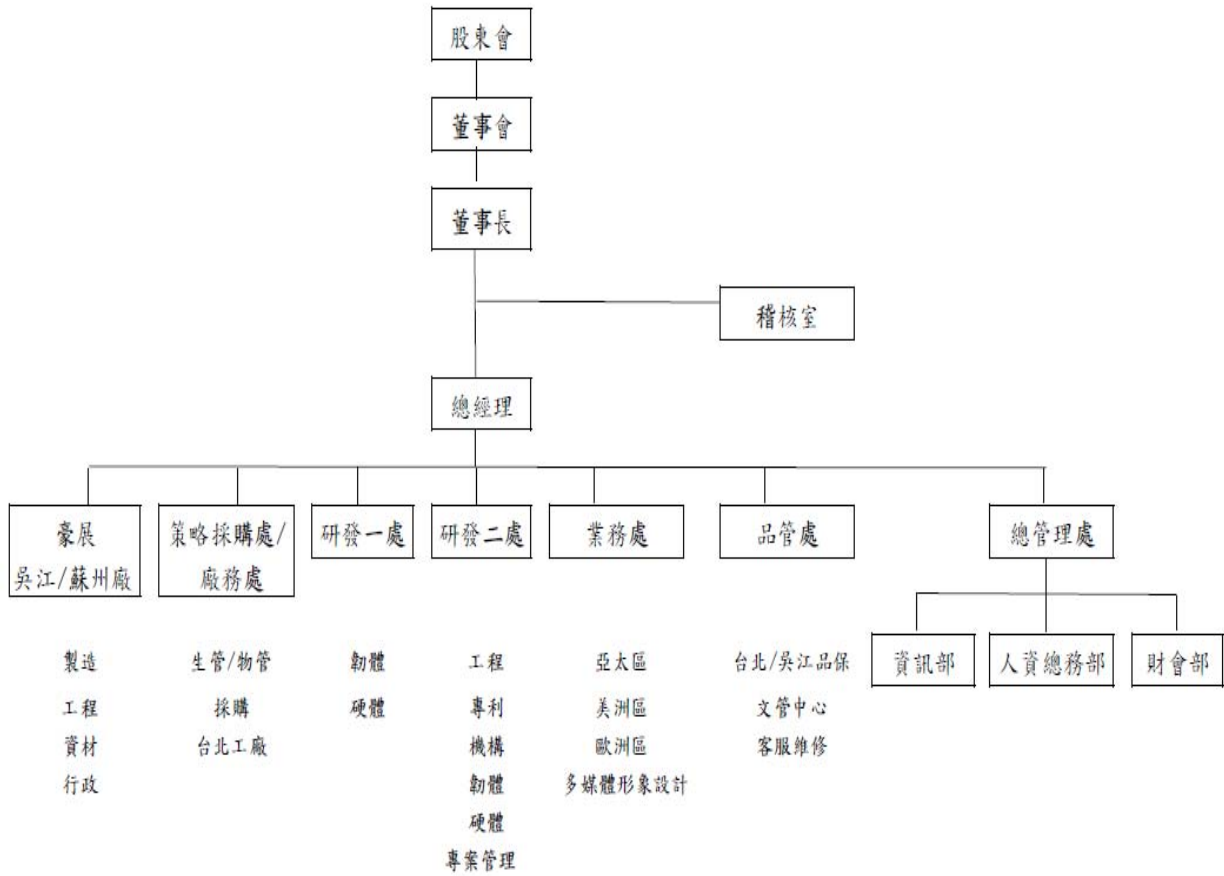 股東會
董事會
董事長
稽核室
總經理
豪展
吳江/蘇州廠
策略採購處/
廠務處
研發一處
研發二處
業務處
品管處
總管理處
製造
工程
資材
行政
生管/物管
採購
台北工廠
韌體
硬體
工程
專利
機構
韌體
硬體
專案管理
亞太區
美洲區
歐洲區
多媒體形象設計
台北/吳江品保
文管中心
客服維修
資訊部
人資總務部
財會部